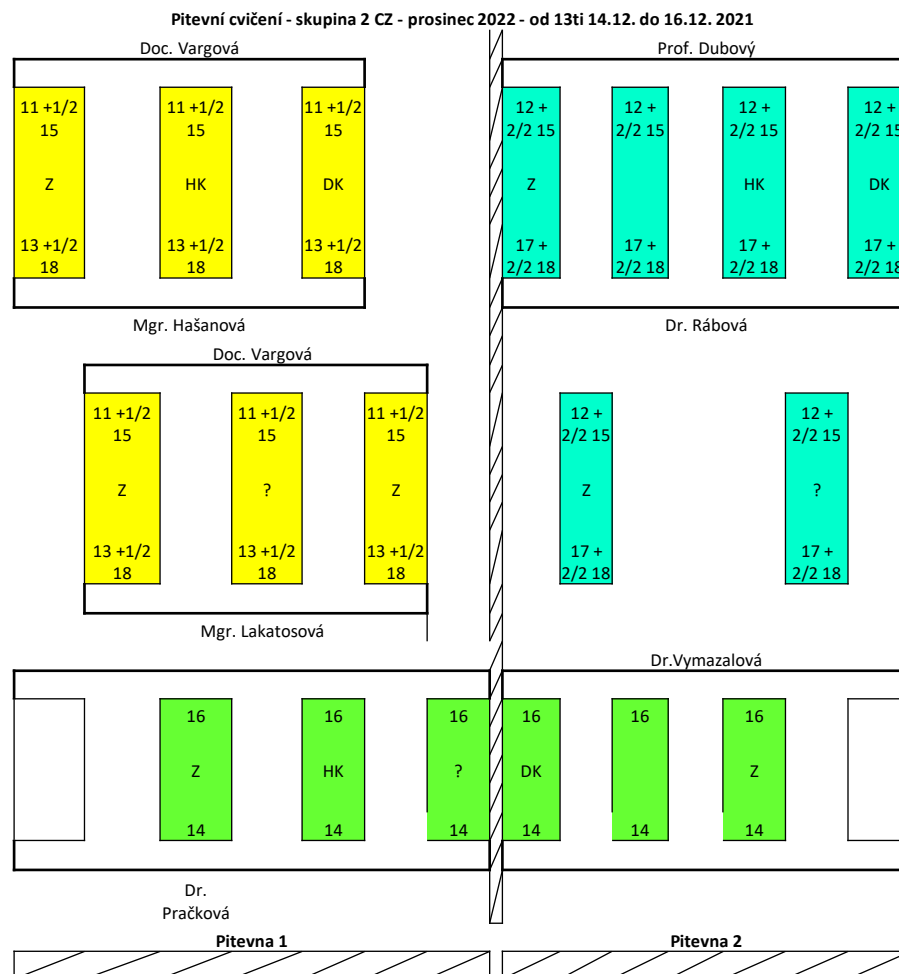 Pitevní cvičení - skupina 2 CZ - prosinec 2022 - od 13ti 14.12. do 16.12. 2021
Doc. Vargová Prof. Dubový
11 +1/2 11 +1/2 11 +1/2 12 + 12 + 12 + 12 +
15 15 15 2/2 15 2/2 15 2/2 15 2/2 15
Z HK DK Z HK DK
13 +1/2 13 +1/2 13 +1/2 17 + 17 + 17 + 17 +
18 18 18 2/2 18 2/2 18 2/2 18 2/2 18
Mgr. Hašanová Dr. Rábová
Doc. Vargová
11 +1/2 11 +1/2 11 +1/2 12 + 12 +
15 15 15 2/2 15 2/2 15
Z ? Z Z ?
13 +1/2 13 +1/2 13 +1/2 17 + 17 +
18 18 18 2/2 18 2/2 18
Mgr. Lakatosová
Dr.Vymazalová
16 16 16 16 16 16
Z HK ? DK Z
14 14 14 14 14 14
Dr.
Pračková
Pitevna 1 Pitevna 2